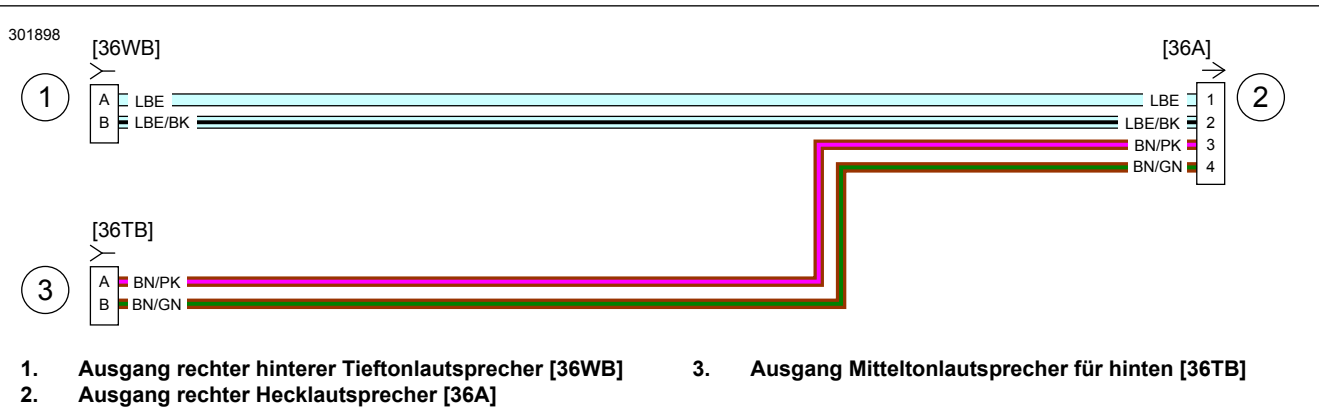 301898
[36WB] [36A]
1 A LBE LBE 1 2
B LBE/BK LBE/BK 2
BN/PK 3
BN/GN 4
[36TB]
3 A BN/PK
B BN/GN
1. Ausgang rechter hinterer Tieftonlautsprecher [36WB] 3. Ausgang Mitteltonlautsprecher für hinten [36TB]
2. Ausgang rechter Hecklautsprecher [36A]